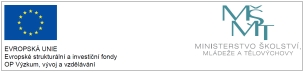 EVROPSKÁ UNIE
Evropské strukturální a investiční fondy
OP Výzkum, vývoj a vzdělávání
MŠMT
MINISTERSTVO ŠKOLSTVÍ,
MLÁDEŽE A TĚLOVÝCHOVY